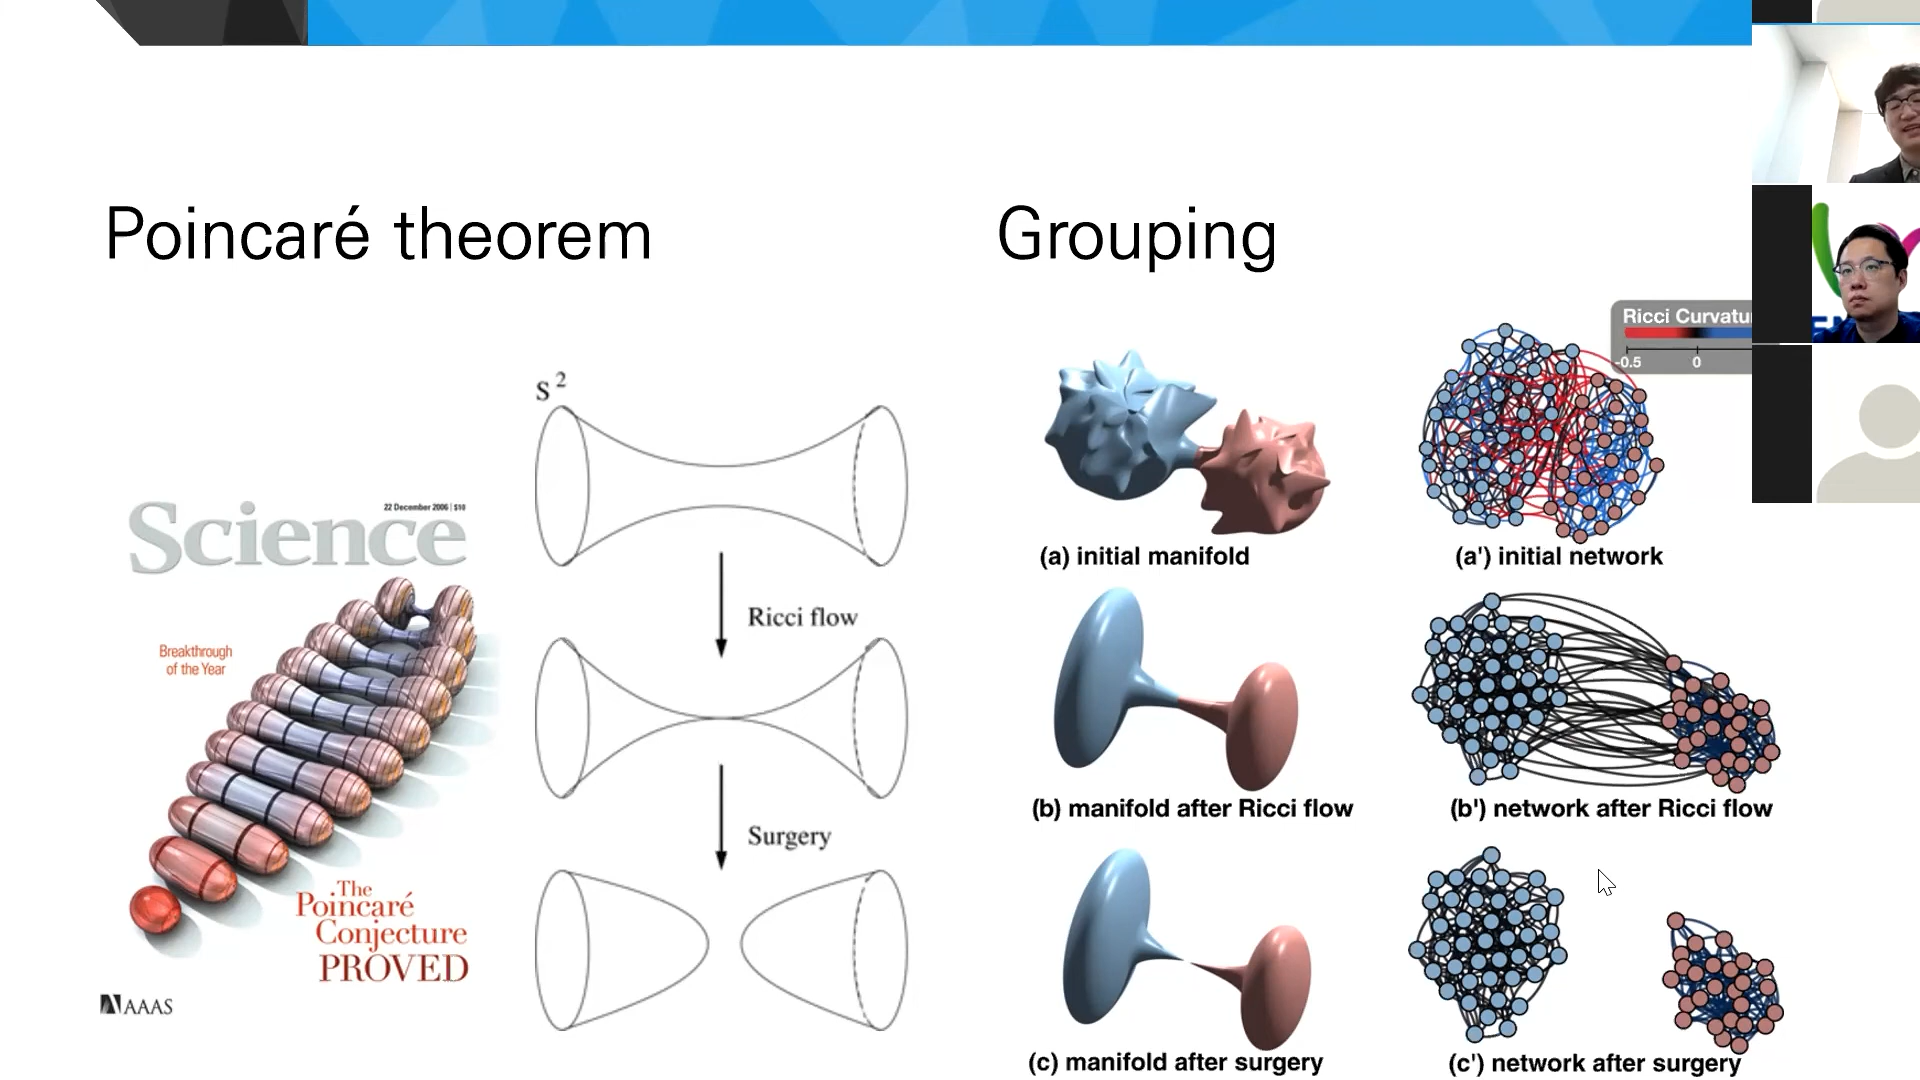 Poincaré theorem
Grouping
22 December 2006 | $10
Science
Breakthrough
of the Year
The
Poincaré
Conjecture
PROVED
AAAS
S²
Ricci flow
Surgery
Ricci Curvatu
-0.5 0
(a) initial manifold
(a') initial network
(b) manifold after Ricci flow
(b') network after Ricci flow
(c) manifold after surgery
(c') network after surgery